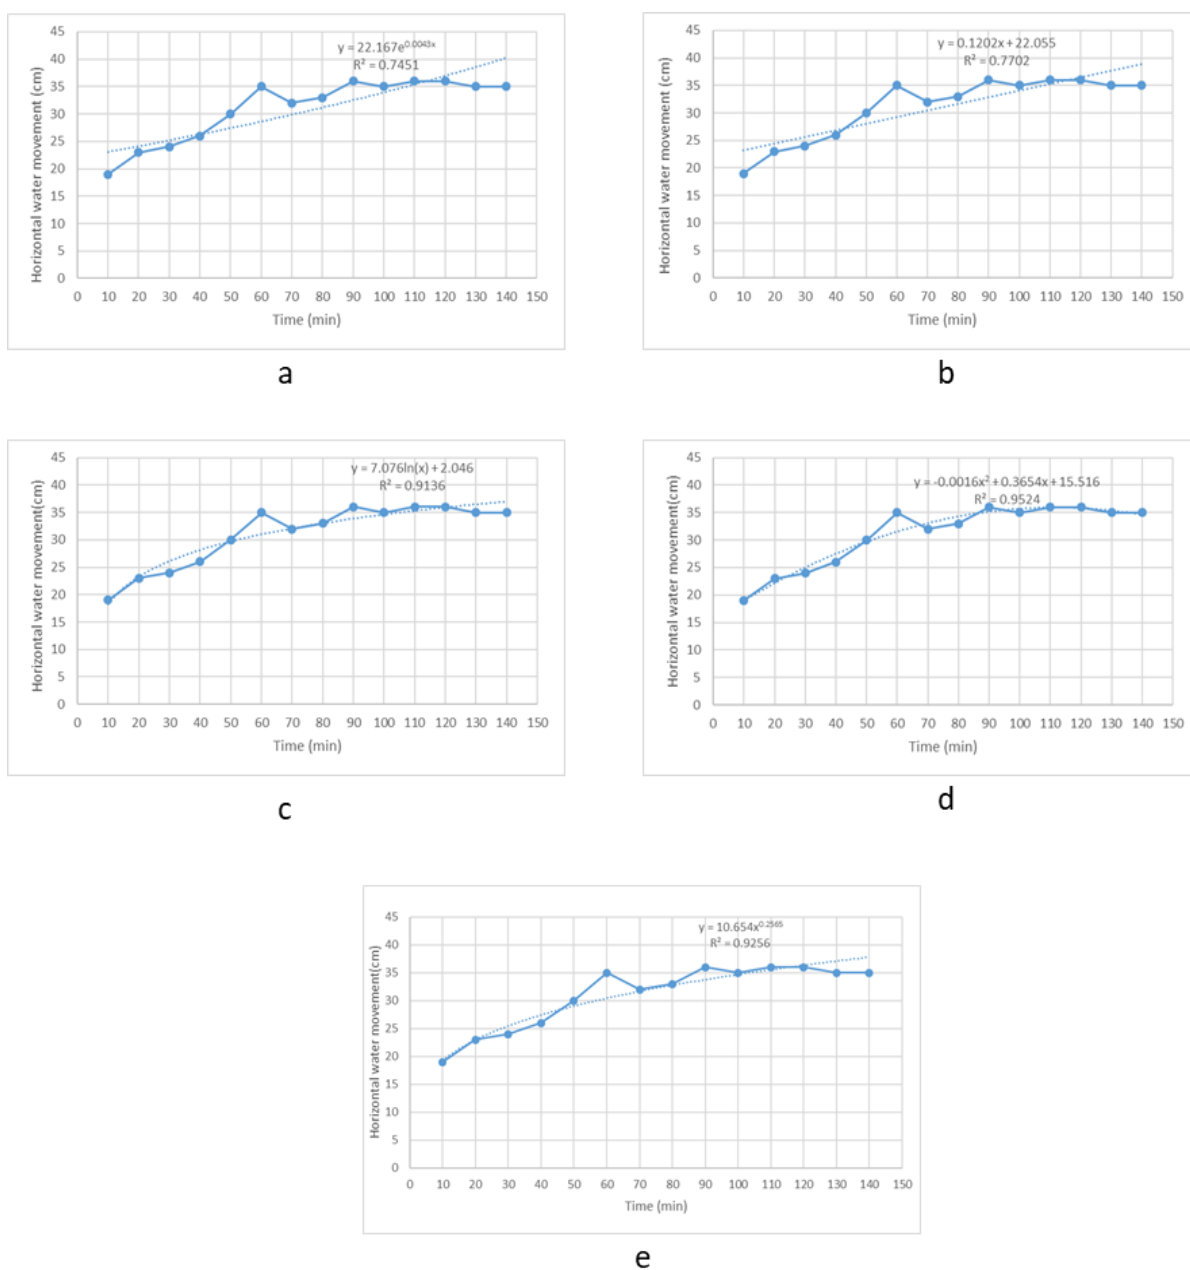 y = 22.167e^0.0043x
R² = 0.7451
Horizontal water movement (cm)
45
40
35
30
25
20
15
10
5
0
0 10 20 30 40 50 60 70 80 90 100 110 120 130 140 150
Time (min)
a
y = 0.1202x + 22.055
R² = 0.7702
Horizontal water movement (cm)
45
40
35
30
25
20
15
10
5
0
0 10 20 30 40 50 60 70 80 90 100 110 120 130 140 150
Time (min)
b
y = 7.076ln(x) + 2.046
R² = 0.9136
Horizontal water movement(cm)
45
40
35
30
25
20
15
10
5
0
0 10 20 30 40 50 60 70 80 90 100 110 120 130 140 150
Time (min)
c
y = -0.0016x² + 0.3654x + 15.516
R² = 0.9524
Horizontal water movement(cm)
45
40
35
30
25
20
15
10
5
0
0 10 20 30 40 50 60 70 80 90 100 110 120 130 140 150
Time (min)
d
y = 10.654x^0.2565
R² = 0.9256
Horizontal water movement(cm)
45
40
35
30
25
20
15
10
5
0
0 10 20 30 40 50 60 70 80 90 100 110 120 130 140 150
Time (min)
e